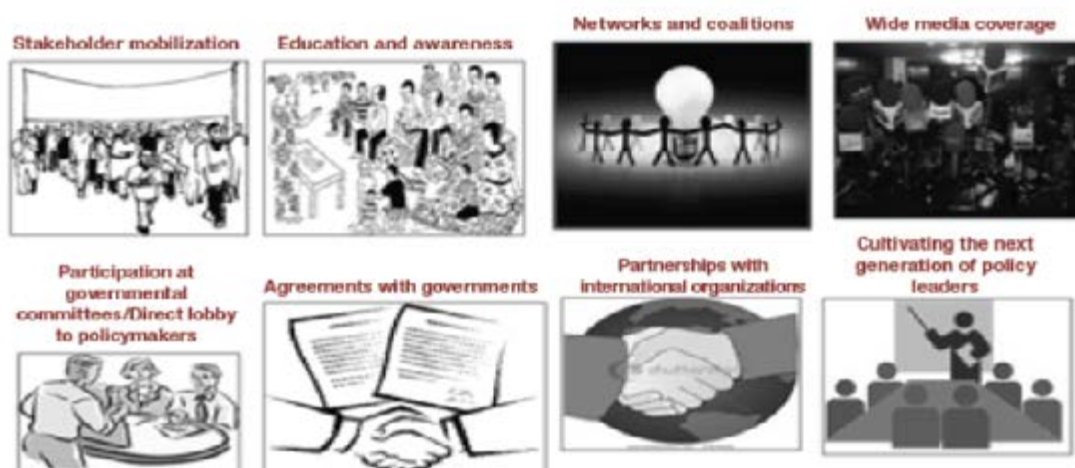 Networks and coalitions
Wide media coverage
Stakeholder mobilization
Education and awareness
Participation at
governmental
committees/Direct lobby
to policymakers
Agreements with governments
Partnerships with
international organizations
Cultivating the next
generation of policy
leaders